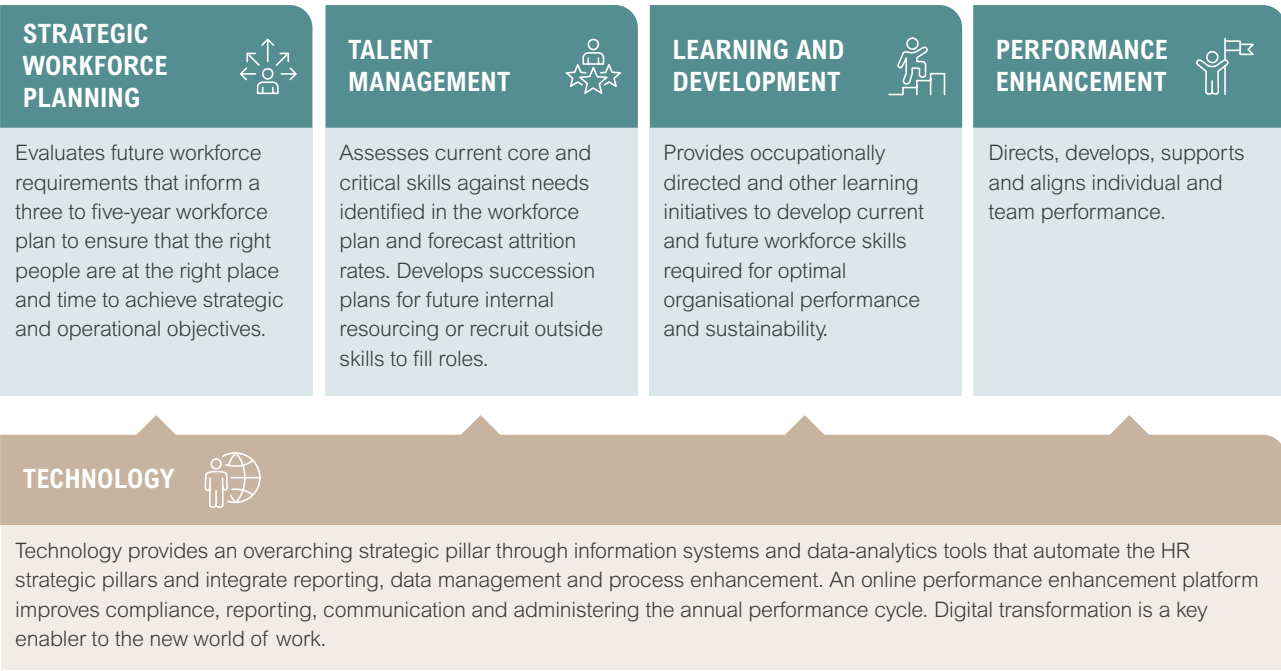 STRATEGIC
WORKFORCE
PLANNING
Evaluates future workforce
requirements that inform a
three to five-year workforce
plan to ensure that the right
people are at the right place
and time to achieve strategic
and operational objectives.
TALENT
MANAGEMENT
Assesses current core and
critical skills against needs
identified in the workforce
plan and forecast attrition
rates. Develops succession
plans for future internal
resourcing or recruit outside
skills to fill roles.
LEARNING AND
DEVELOPMENT
Provides occupationally
directed and other learning
initiatives to develop current
and future workforce skills
required for optimal
organisational performance
and sustainability.
PERFORMANCE
ENHANCEMENT
Directs, develops, supports
and aligns individual and
team performance.
TECHNOLOGY
Technology provides an overarching strategic pillar through information systems and data-analytics tools that automate the HR
strategic pillars and integrate reporting, data management and process enhancement. An online performance enhancement platform
improves compliance, reporting, communication and administering the annual performance cycle. Digital transformation is a key
enabler to the new world of work.